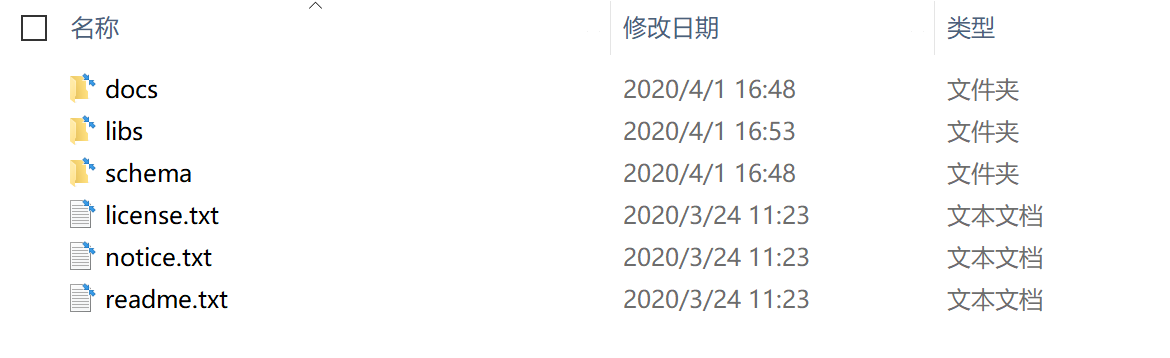 名称 修改日期 类型
docs 2020/4/1 16:48 文件夹
libs 2020/4/1 16:53 文件夹
schema 2020/4/1 16:48 文件夹
license.txt 2020/3/24 11:23 文本文档
notice.txt 2020/3/24 11:23 文本文档
readme.txt 2020/3/24 11:23 文本文档